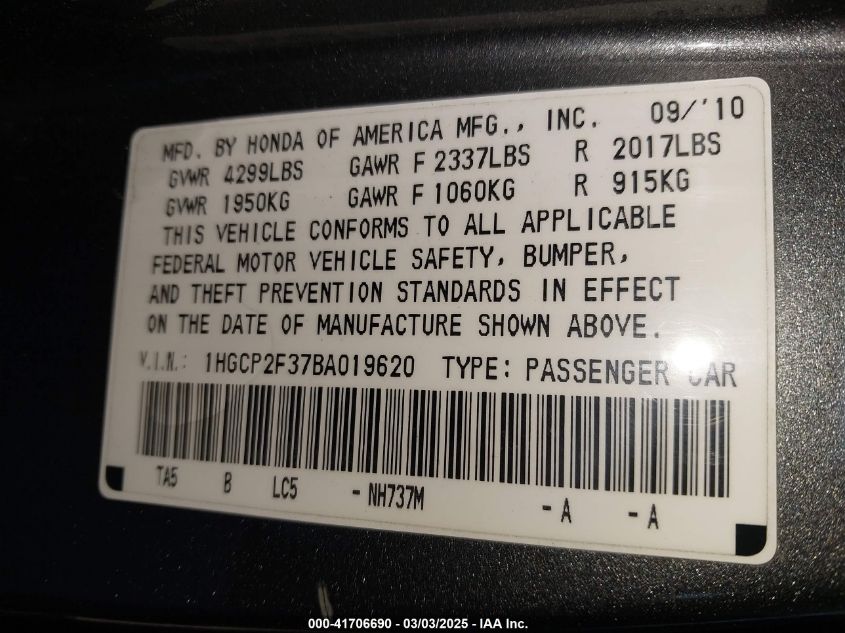 MFD. BY HONDA OF AMERICA MFG., INC. 09/'10
GVWR 4299LBS GAWR F 2337LBS R 2017LBS
GVWR 1950KG GAWR F 1060KG R 915KG
THIS VEHICLE CONFORMS TO ALL APPLICABLE
FEDERAL MOTOR VEHICLE SAFETY, BUMPER,
AND THEFT PREVENTION STANDARDS IN EFFECT
ON THE DATE OF MANUFACTURE SHOWN ABOVE.
V.I.N.: 1HGCP2F37BA019620 TYPE: PASSENGER CAR
TA5 B LC5 - NH737M - A - A
000-41706690 - 03/03/2025 - IAA Inc.